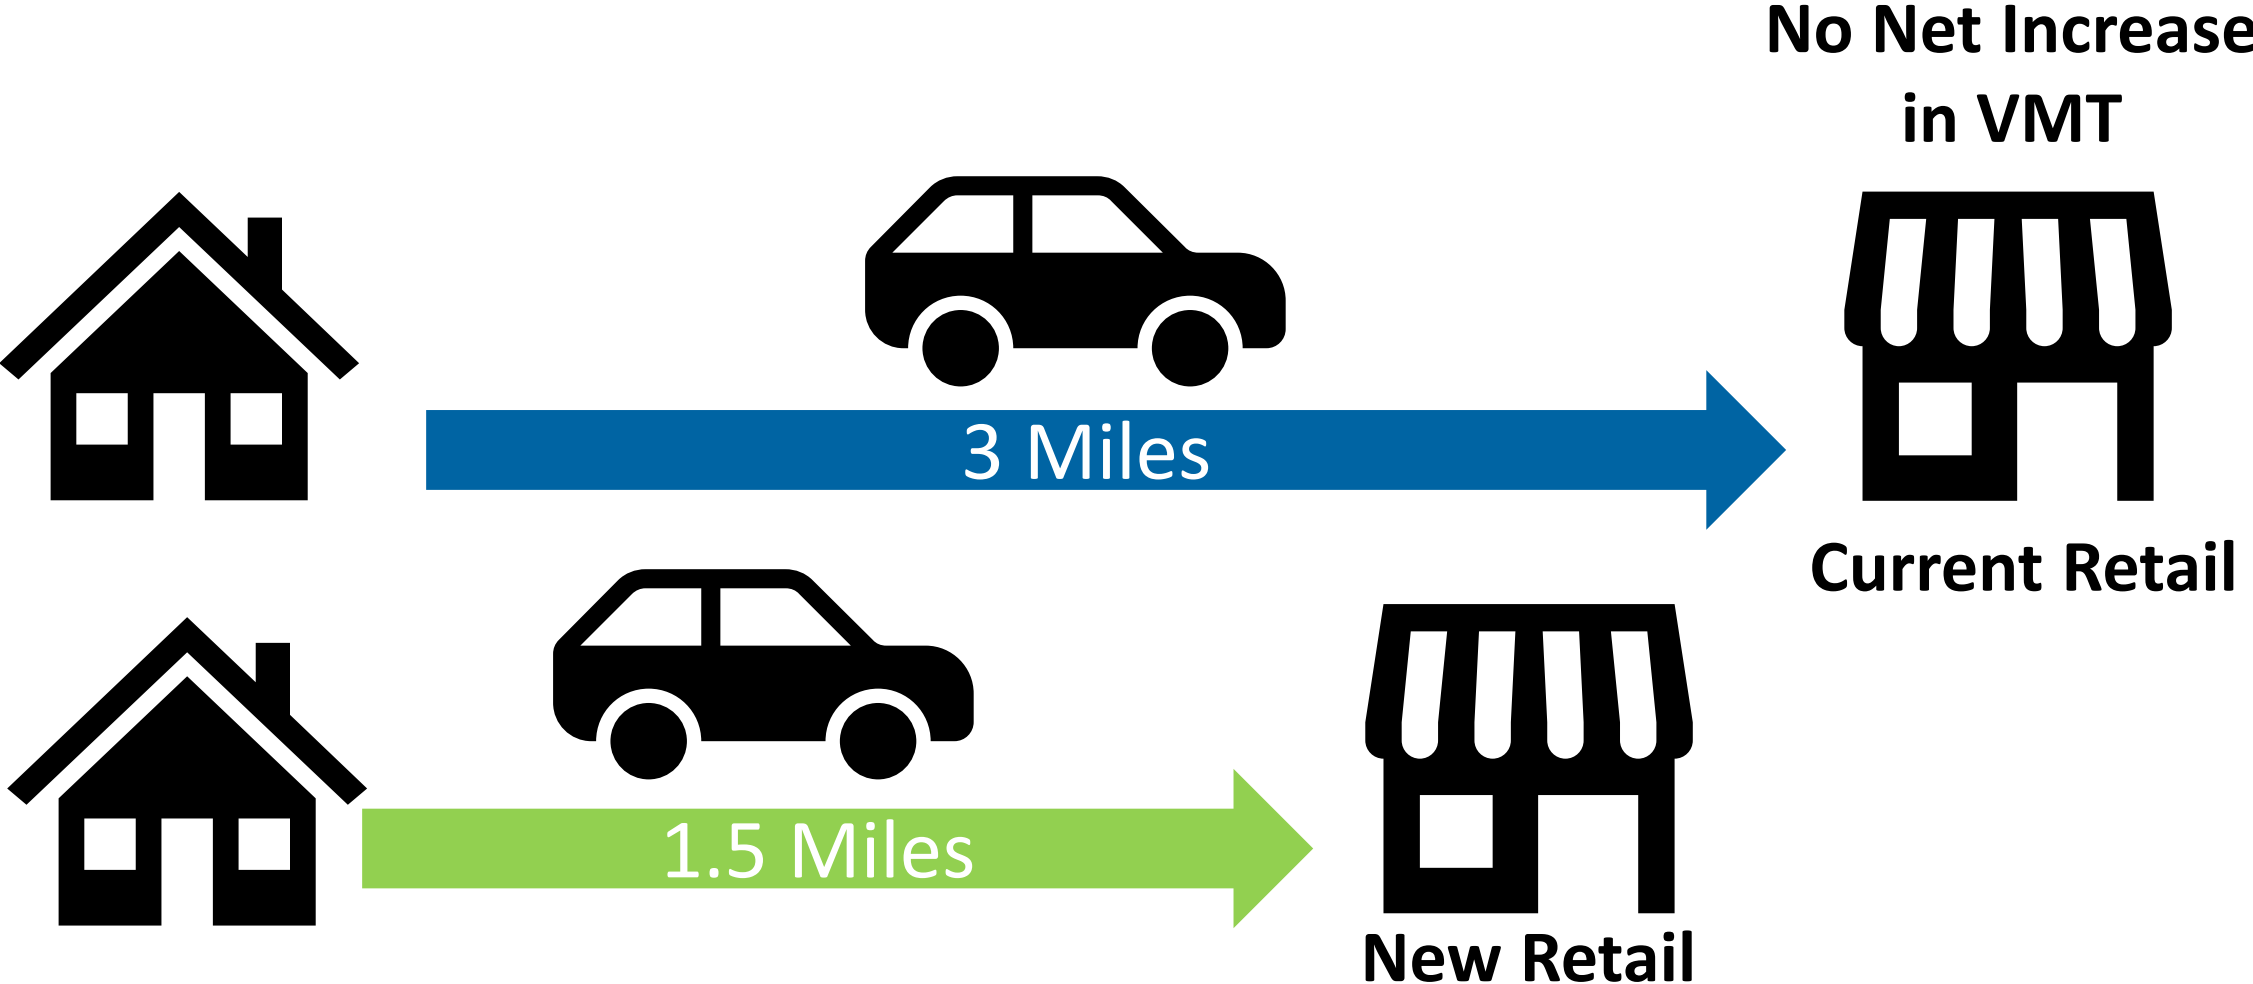 No Net Increase
in VMT
3 Miles
Current Retail
1.5 Miles
New Retail